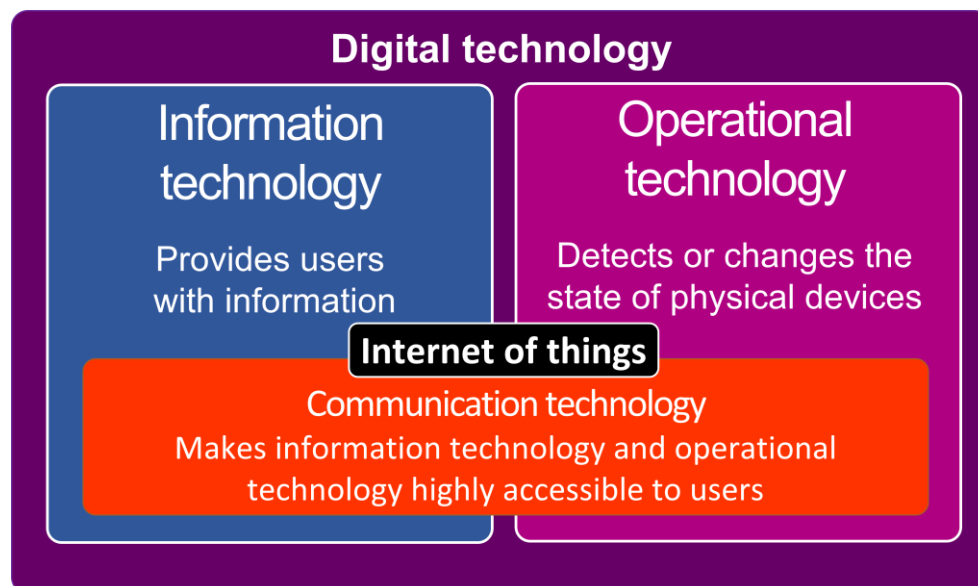 Digital technology
Information
technology
Provides users
with information
Operational
technology
Detects or changes the
state of physical devices
Internet of things
Communication technology
Makes information technology and operational
technology highly accessible to users